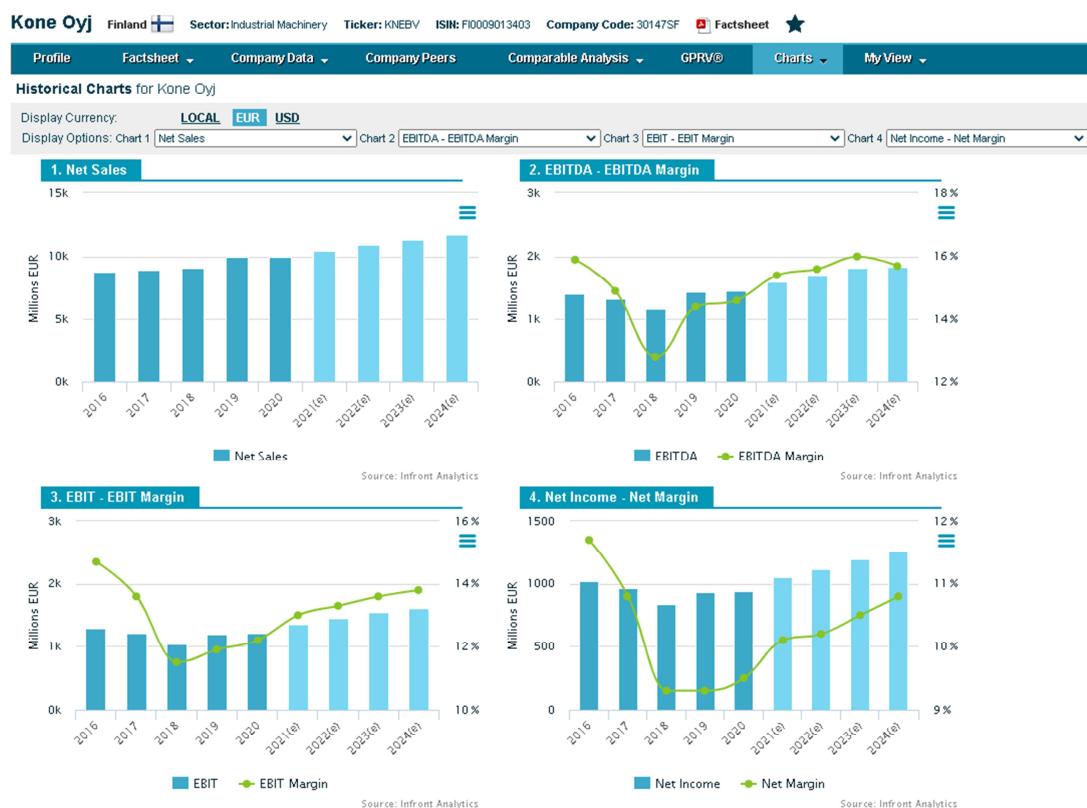 Kone Oyj Finland Sector: Industrial Machinery Ticker: KNEBV ISIN: FI0009013403 Company Code: 30147SF Factsheet
Profile Factsheet Company Data Company Peers Comparable Analysis GPRV® Charts My View
Historical Charts for Kone Oyj
Display Currency: LOCAL EUR USD
Display Options: Chart 1 Net Sales Chart 2 EBITDA - EBITDA Margin Chart 3 EBIT - EBIT Margin Chart 4 Net Income - Net Margin
1. Net Sales
15k
10k
5k
0k
Millions EUR
2016 2017 2018 2019 2020 2021(e) 2022(e) 2023(e) 2024(e)
Net Sales
Source: Infront Analytics
2. EBITDA - EBITDA Margin
3k 18 %
2k 16 %
1k 14 %
0k 12 %
Millions EUR
2016 2017 2018 2019 2020 2021(e) 2022(e) 2023(e) 2024(e)
EBITDA EBITDA Margin
Source: Infront Analytics
3. EBIT - EBIT Margin
3k 16 %
2k 14 %
1k 12 %
0k 10 %
Millions EUR
2016 2017 2018 2019 2020 2021(e) 2022(e) 2023(e) 2024(e)
EBIT EBIT Margin
Source: Infront Analytics
4. Net Income - Net Margin
1500 12 %
1000 11 %
500 10 %
0 9 %
Millions EUR
2016 2017 2018 2019 2020 2021(e) 2022(e) 2023(e) 2024(e)
Net Income Net Margin
Source: Infront Analytics